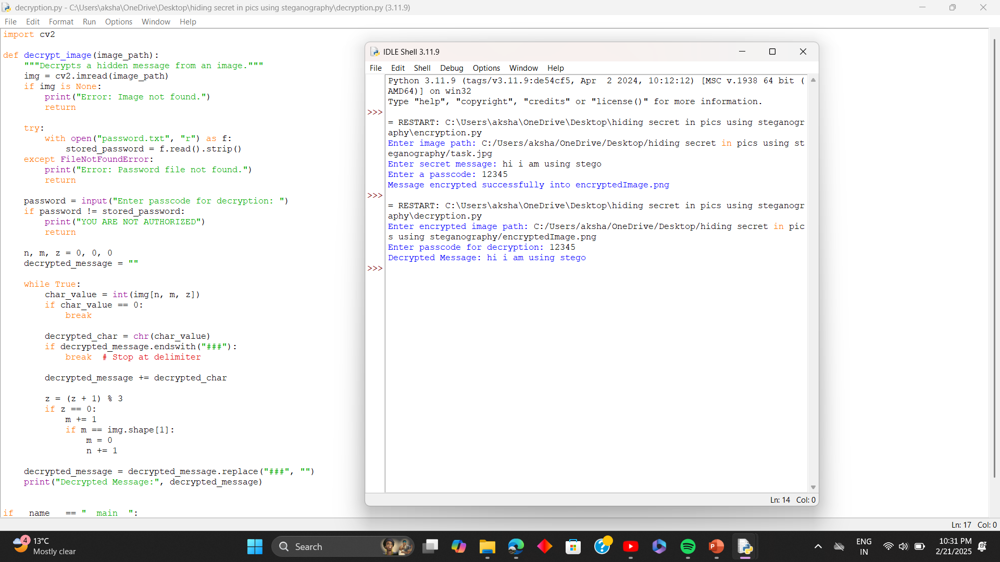 decryption.py - C:\Users\aksha\OneDrive\Desktop\hiding secret in pics using steganography\decryption.py (3.11.9)
File Edit Format Run Options Window Help
import cv2
def decrypt_image(image_path):
"""Decrypts a hidden message from an image."""
img = cv2.imread(image_path)
if img is None:
print("Error: Image not found.")
return
try:
with open("password.txt", "r") as f:
stored_password = f.read().strip()
except FileNotFoundError:
print("Error: Password file not found.")
return
password = input("Enter passcode for decryption: ")
if password != stored_password:
print("YOU ARE NOT AUTHORIZED")
return
n, m, z = 0, 0, 0
decrypted_message = ""
while True:
char_value = int(img[n, m, z])
if char_value == 0:
break
decrypted_char = chr(char_value)
if decrypted_message.endswith("###"):
break # Stop at delimiter
decrypted_message += decrypted_char
z = (z + 1) % 3
if z == 0:
m += 1
if m == img.shape[1]:
m = 0
n += 1
decrypted_message = decrypted_message.replace("###", "")
print("Decrypted Message:", decrypted_message)
if __name__ == "__main__":
Ln: 17 Col: 0
IDLE Shell 3.11.9
File Edit Shell Debug Options Window Help
Python 3.11.9 (tags/v3.11.9:de54cf5, Apr 2 2024, 10:12:12) [MSC v.1938 64 bit (
AMD64)] on win32
Type "help", "copyright", "credits" or "license()" for more information.
>>>
= RESTART: C:\Users\aksha\OneDrive\Desktop\hiding secret in pics using steganogr
aphy\encryption.py
Enter image path: C:/Users/aksha/OneDrive/Desktop/hiding secret in pics using st
eganography/task.jpg
Enter secret message: hi i am using stego
Enter a passcode: 12345
Message encrypted successfully into encryptedImage.png
>>>
= RESTART: C:\Users\aksha\OneDrive\Desktop\hiding secret in pics using steganogr
aphy\decryption.py
Enter encrypted image path: C:/Users/aksha/OneDrive/Desktop/hiding secret in pic
s using steganography/encryptedImage.png
Enter passcode for decryption: 12345
Decrypted Message: hi i am using stego
>>>
Ln: 14 Col: 0
4
13°C
Mostly clear
Search
ENG
IN
10:31 PM
2/21/2025